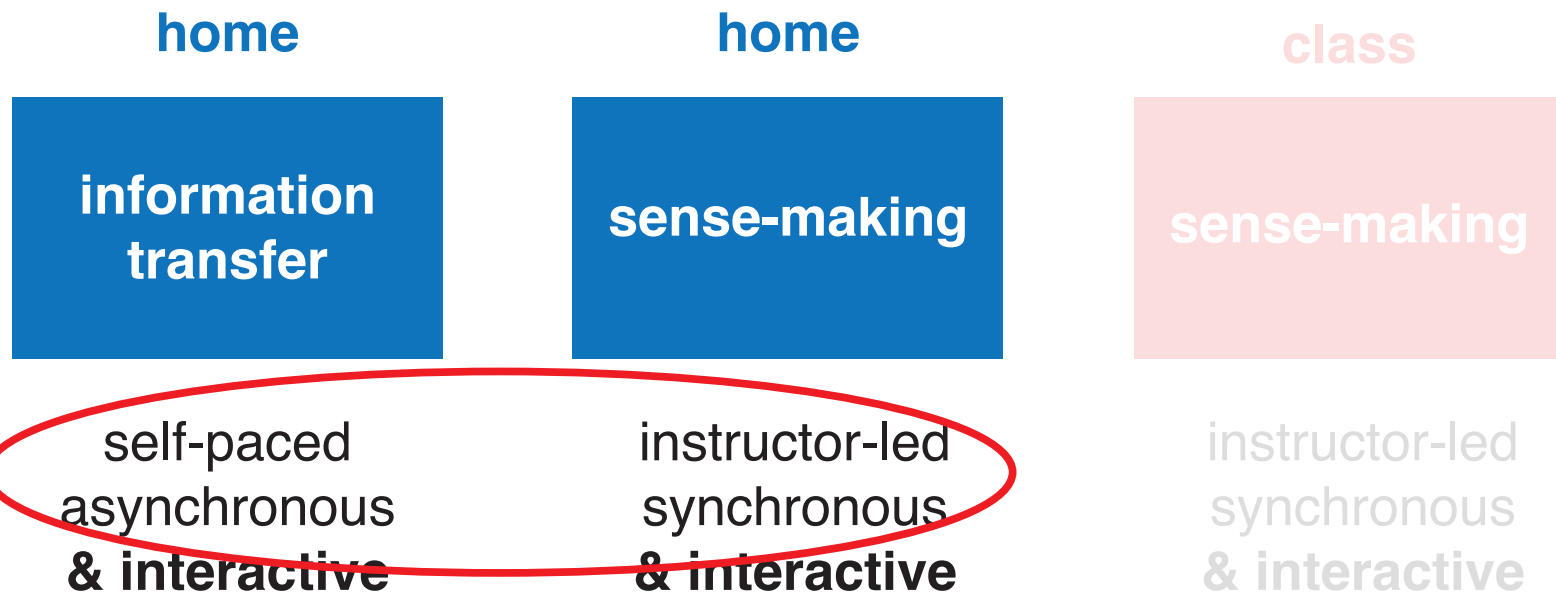 home
information
transfer
self-paced
asynchronous
& interactive
home
sense-making
instructor-led
synchronous
& interactive
class
sense-making
instructor-led
synchronous
& interactive